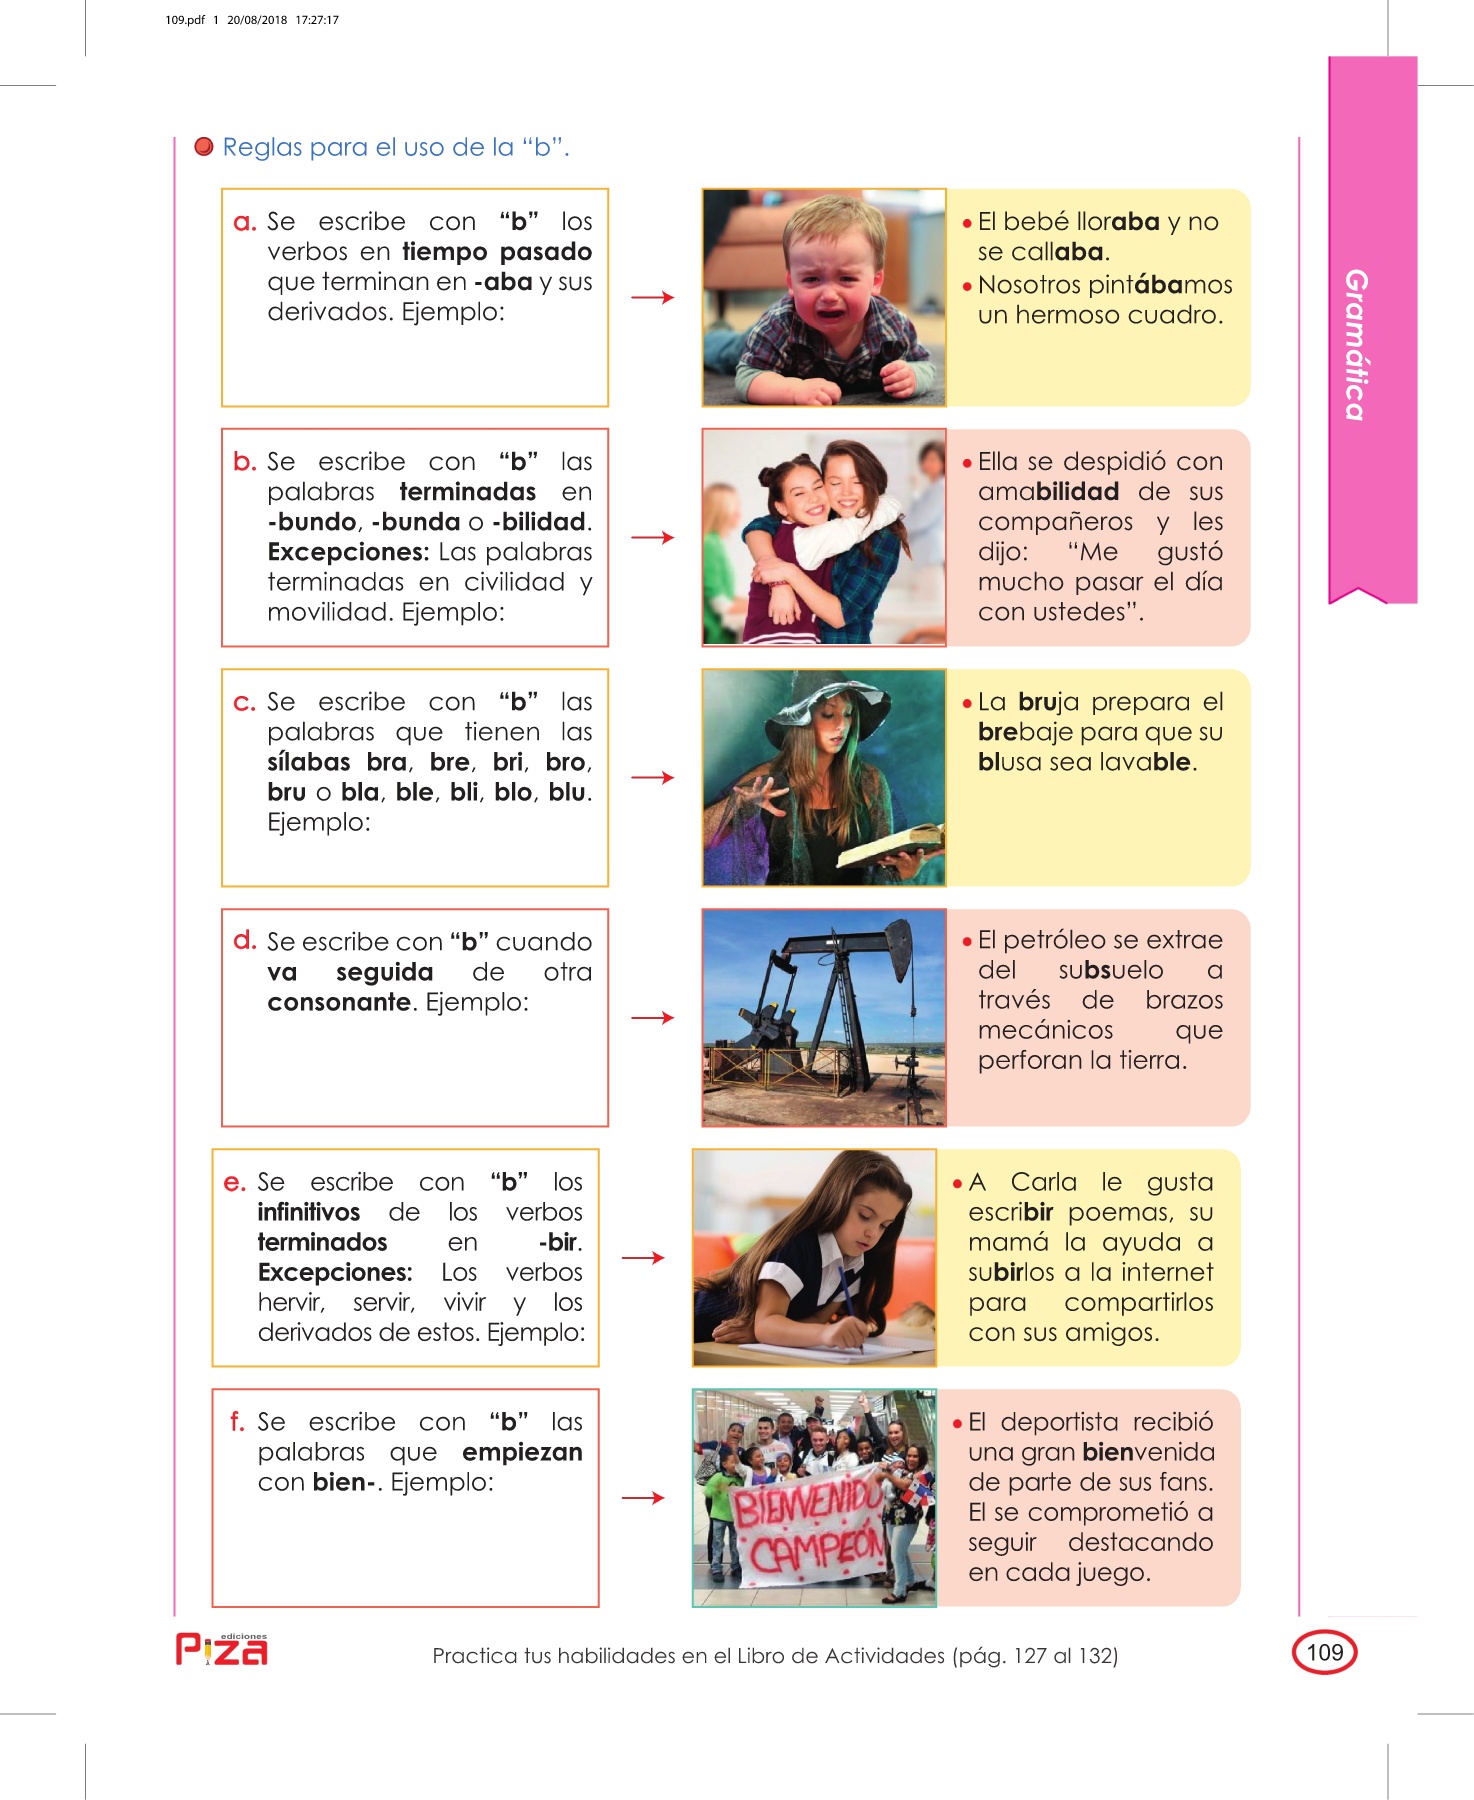 109.pdf 1 20/08/2018 17:27:17
Gramática
Reglas para el uso de la “b”.
a. Se escribe con “b” los
verbos en tiempo pasado
que terminan en -aba y sus
derivados. Ejemplo:
• El bebé lloraba y no
se callaba.
• Nosotros pintábamos
un hermoso cuadro.
b. Se escribe con “b” las
palabras terminadas en
-bundo, -bunda o -bilidad.
Excepciones: Las palabras
terminadas en civilidad y
movilidad. Ejemplo:
• Ella se despidió con
amabilidad de sus
compañeros y les
dijo: “Me gustó
mucho pasar el día
con ustedes”.
c. Se escribe con “b” las
palabras que tienen las
sílabas bra, bre, bri, bro,
bru o bla, ble, bli, blo, blu.
Ejemplo:
• La bruja prepara el
brebaje para que su
blusa sea lavable.
d. Se escribe con “b” cuando
va seguida de otra
consonante. Ejemplo:
• El petróleo se extrae
del subsuelo a
través de brazos
mecánicos que
perforan la tierra.
e. Se escribe con “b” los
infinitivos de los verbos
terminados en -bir.
Excepciones: Los verbos
hervir, servir, vivir y los
derivados de estos. Ejemplo:
• A Carla le gusta
escribir poemas, su
mamá la ayuda a
subirlos a la internet
para compartirlos
con sus amigos.
f. Se escribe con “b” las
palabras que empiezan
con bien-. Ejemplo:
BIENVENIDO
CAMPEÓN
• El deportista recibió
una gran bienvenida
de parte de sus fans.
El se comprometió a
seguir destacando
en cada juego.
ediciones
Piza
Practica tus habilidades en el Libro de Actividades (pág. 127 al 132)
109